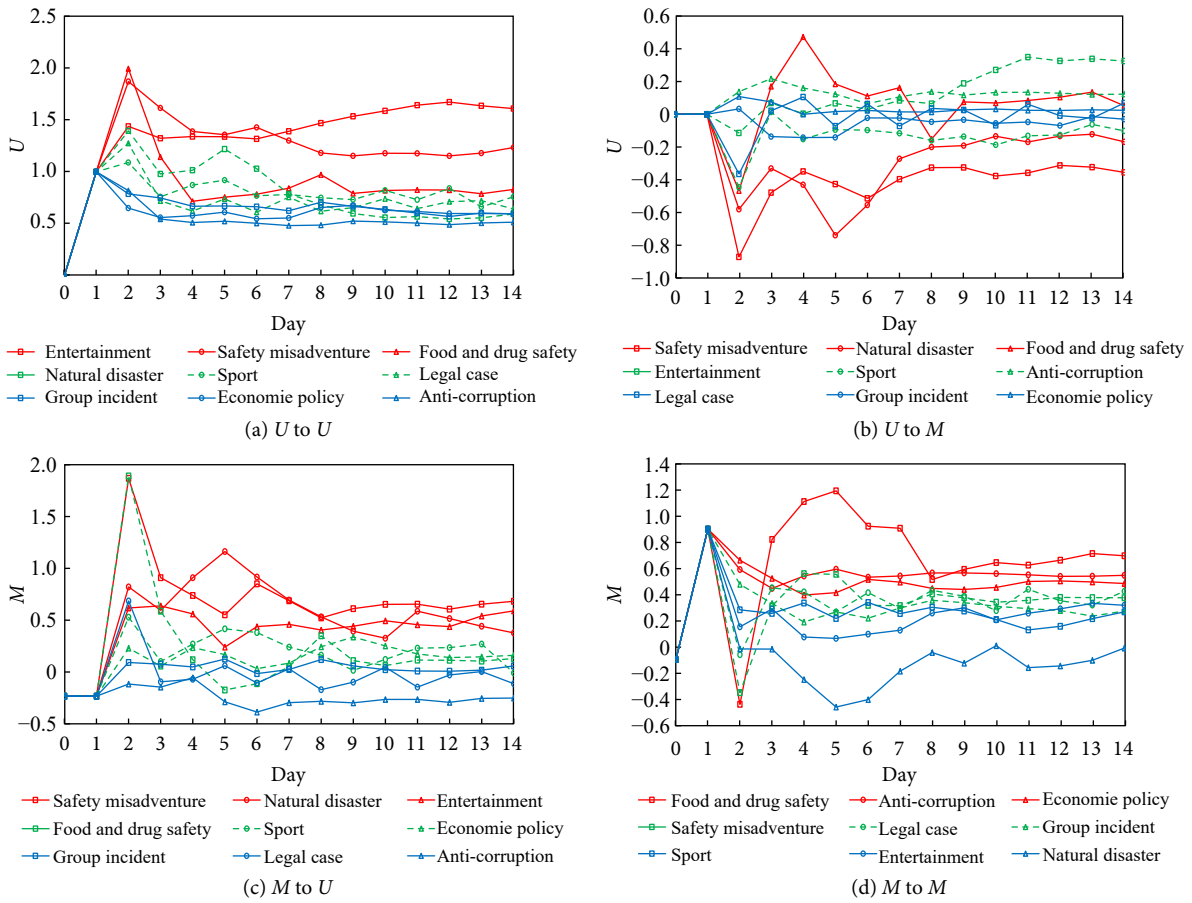 2.5
2.0
1.5
1.0
0.5
U
0 1 2 3 4 5 6 7 8 9 10 11 12 13 14
Day
Entertainment Safety misadventure Food and drug safety
Natural disaster Sport Legal case
Group incident Economie policy Anti-corruption
(a) U to U
0.6
0.4
0.2
0
−0.2
−0.4
−0.6
−0.8
−1.0
U
0 1 2 3 4 5 6 7 8 9 10 11 12 13 14
Day
Safety misadventure Natural disaster Food and drug safety
Entertainment Sport Anti-corruption
Legal case Group incident Economie policy
(b) U to M
2.0
1.5
1.0
0.5
0
−0.5
M
0 1 2 3 4 5 6 7 8 9 10 11 12 13 14
Day
Safety misadventure Natural disaster Entertainment
Food and drug safety Sport Economie policy
Group incident Legal case Anti-corruption
(c) M to U
1.4
1.2
1.0
0.8
0.6
0.4
0.2
0
−0.2
−0.4
−0.6
M
0 1 2 3 4 5 6 7 8 9 10 11 12 13 14
Day
Food and drug safety Anti-corruption Economie policy
Safety misadventure Legal case Group incident
Sport Entertainment Natural disaster
(d) M to M